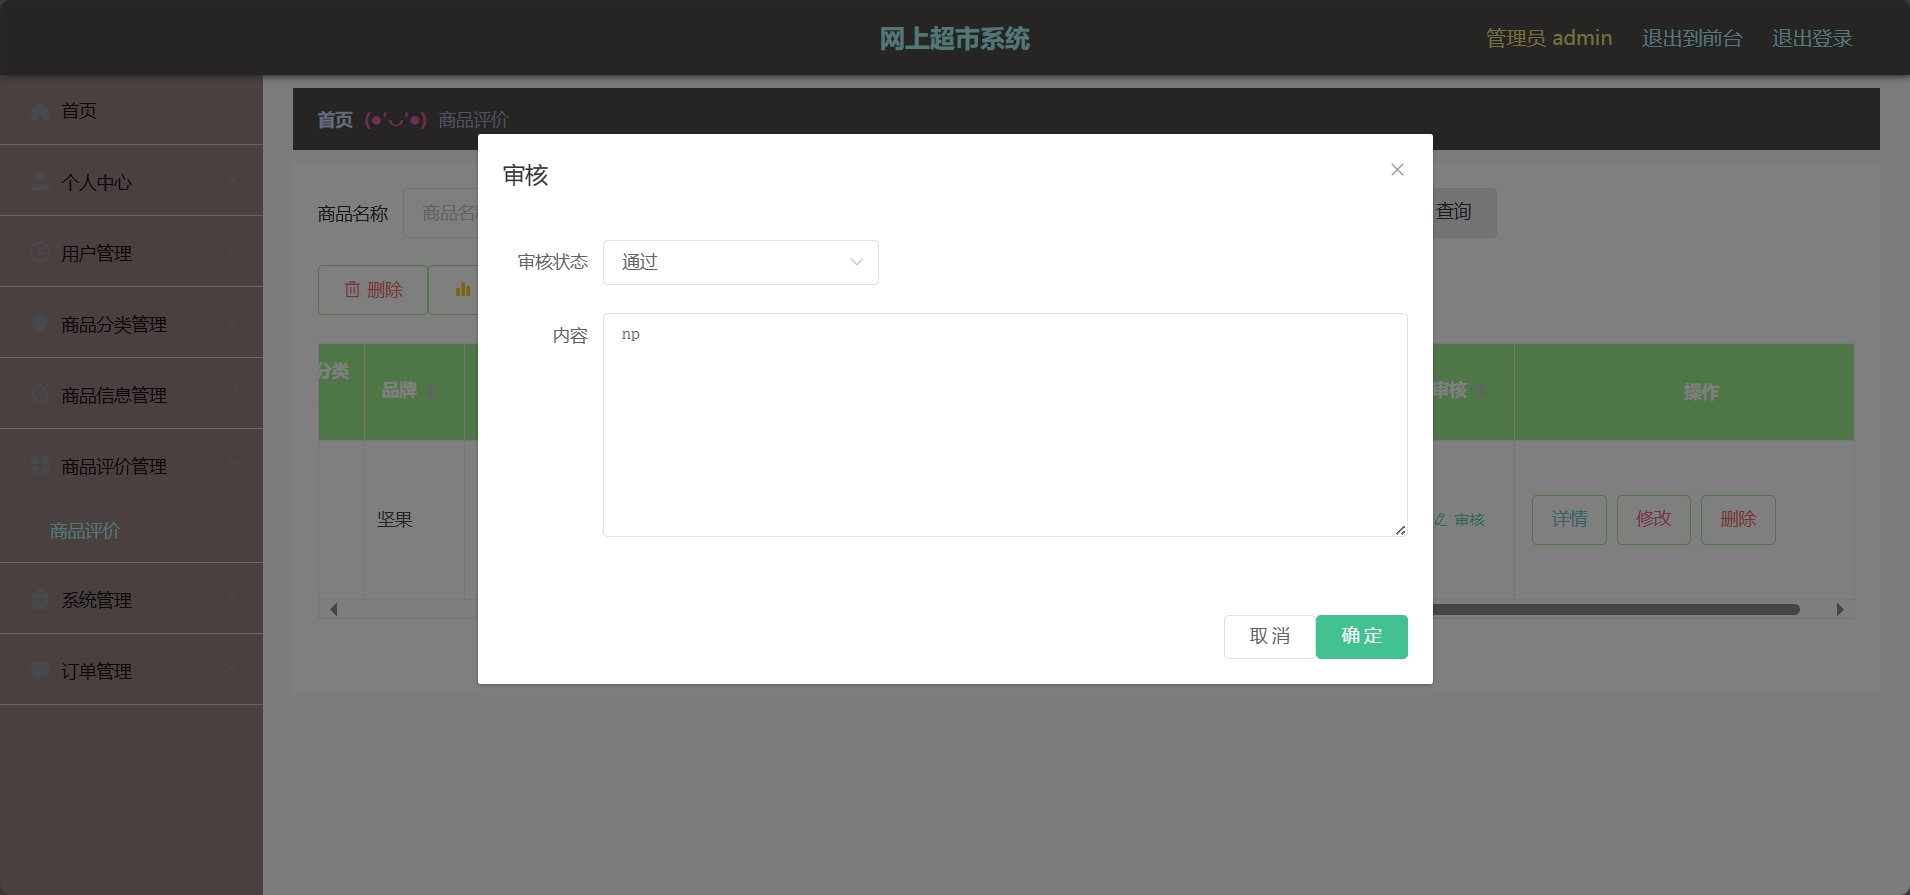 网上超市系统
管理员 admin 退出到前台 退出登录
首页
个人中心
用户管理
商品分类管理
商品信息管理
商品评价管理
商品评价
系统管理
订单管理
首页 (●'◡'●) 商品评价
商品名称 商品名 查询
删除
分类 品牌 审核 操作
坚果 审核 详情 修改 删除
审核
审核状态 通过
内容 np
取消 确定